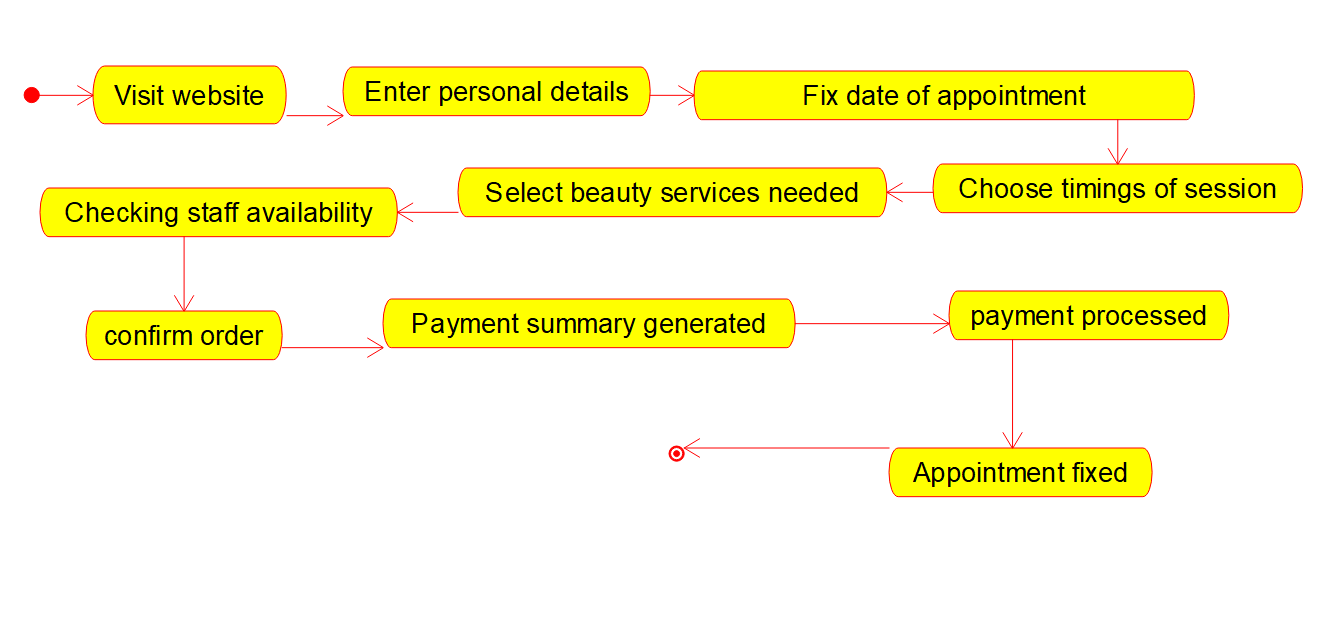 Visit website
Enter personal details
Fix date of appointment
Choose timings of session
Select beauty services needed
Checking staff availability
confirm order
Payment summary generated
payment processed
Appointment fixed